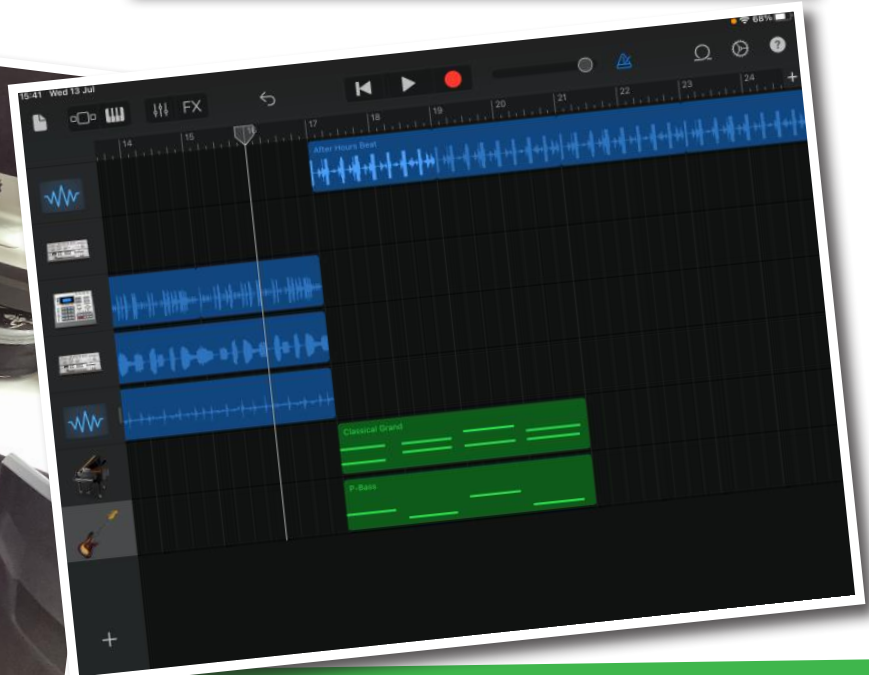 15:41 Wed 13 Jul
68%
FX
14 15 16 17 18 19 20 21 22 23 24
After Hours Beat
Classical Grand
P-Bass